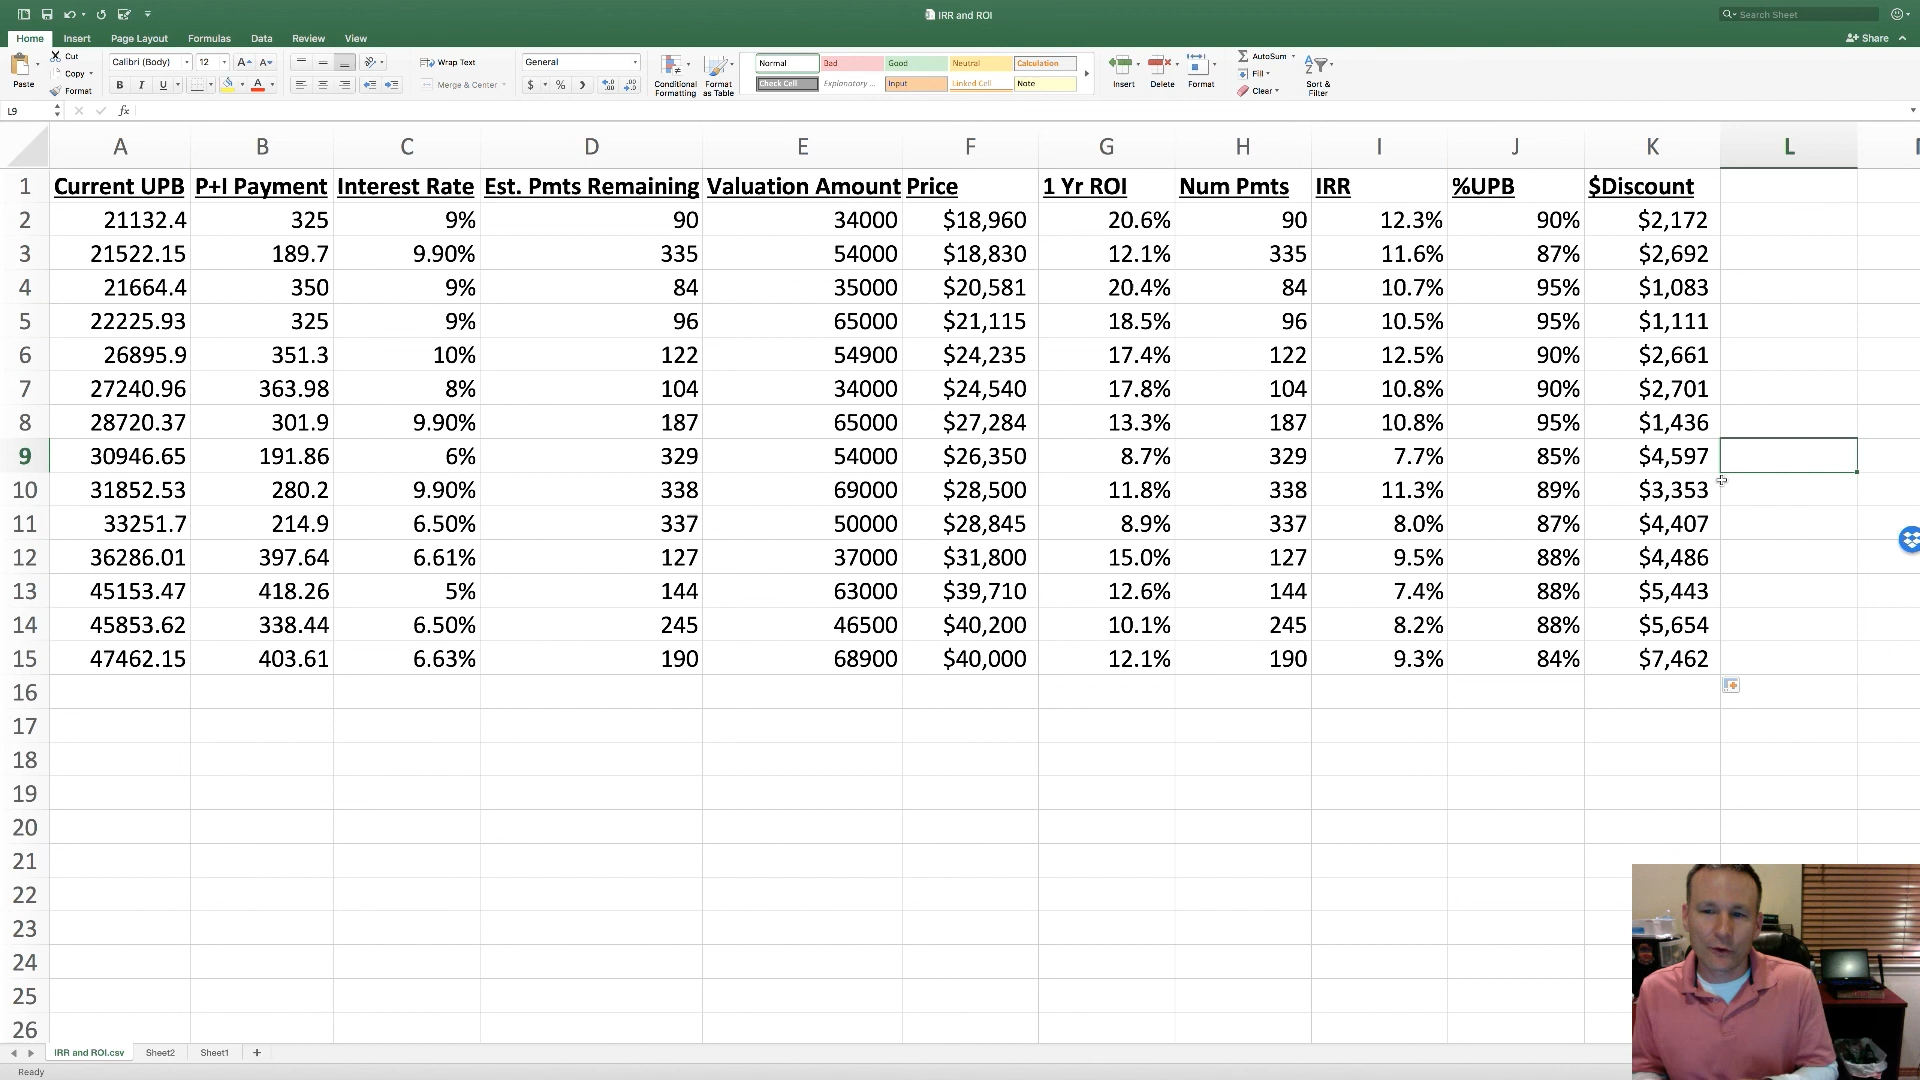 IRR and ROI
Search Sheet
Home Insert Page Layout Formulas Data Review View
Share
Paste
Cut
Copy
Format
Calibri (Body) 12
B I U
Wrap Text
Merge & Center
General
Conditional Formatting
Format as Table
Normal Bad Good Neutral Calculation
Check Cell Explanatory ... Input Linked Cell Note
Insert Delete Format
AutoSum
Fill
Clear
Sort & Filter
L9 fx
A B C D E F G H I J K L
1 Current UPB P+I Payment Interest Rate Est. Pmts Remaining Valuation Amount Price 1 Yr ROI Num Pmts IRR %UPB $Discount
2 21132.4 325 9% 90 34000 $18,960 20.6% 90 12.3% 90% $2,172
3 21522.15 189.7 9.90% 335 54000 $18,830 12.1% 335 11.6% 87% $2,692
4 21664.4 350 9% 84 35000 $20,581 20.4% 84 10.7% 95% $1,083
5 22225.93 325 9% 96 65000 $21,115 18.5% 96 10.5% 95% $1,111
6 26895.9 351.3 10% 122 54900 $24,235 17.4% 122 12.5% 90% $2,661
7 27240.96 363.98 8% 104 34000 $24,540 17.8% 104 10.8% 90% $2,701
8 28720.37 301.9 9.90% 187 65000 $27,284 13.3% 187 10.8% 95% $1,436
9 30946.65 191.86 6% 329 54000 $26,350 8.7% 329 7.7% 85% $4,597
10 31852.53 280.2 9.90% 338 69000 $28,500 11.8% 338 11.3% 89% $3,353
11 33251.7 214.9 6.50% 337 50000 $28,845 8.9% 337 8.0% 87% $4,407
12 36286.01 397.64 6.61% 127 37000 $31,800 15.0% 127 9.5% 88% $4,486
13 45153.47 418.26 5% 144 63000 $39,710 12.6% 144 7.4% 88% $5,443
14 45853.62 338.44 6.50% 245 46500 $40,200 10.1% 245 8.2% 88% $5,654
15 47462.15 403.61 6.63% 190 68900 $40,000 12.1% 190 9.3% 84% $7,462
16
17
18
19
20
21
22
23
24
25
26
IRR and ROI.csv Sheet2 Sheet1 +
Ready